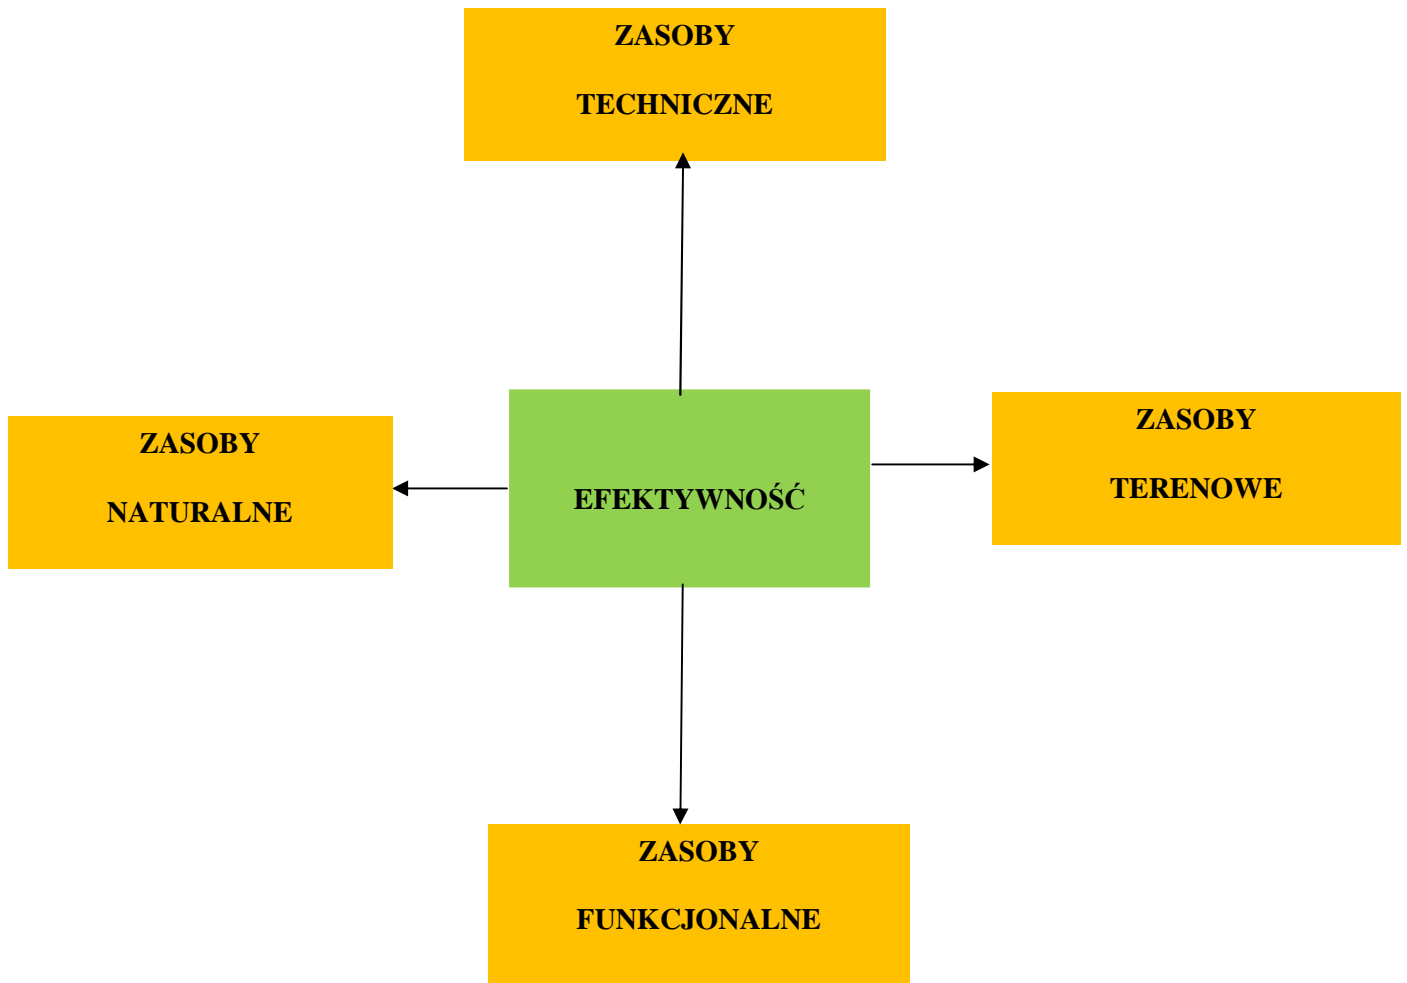 ZASOBY
TECHNICZNE
ZASOBY
NATURALNE
EFEKTYWNOŚĆ
ZASOBY
TERENOWE
ZASOBY
FUNKCJONALNE